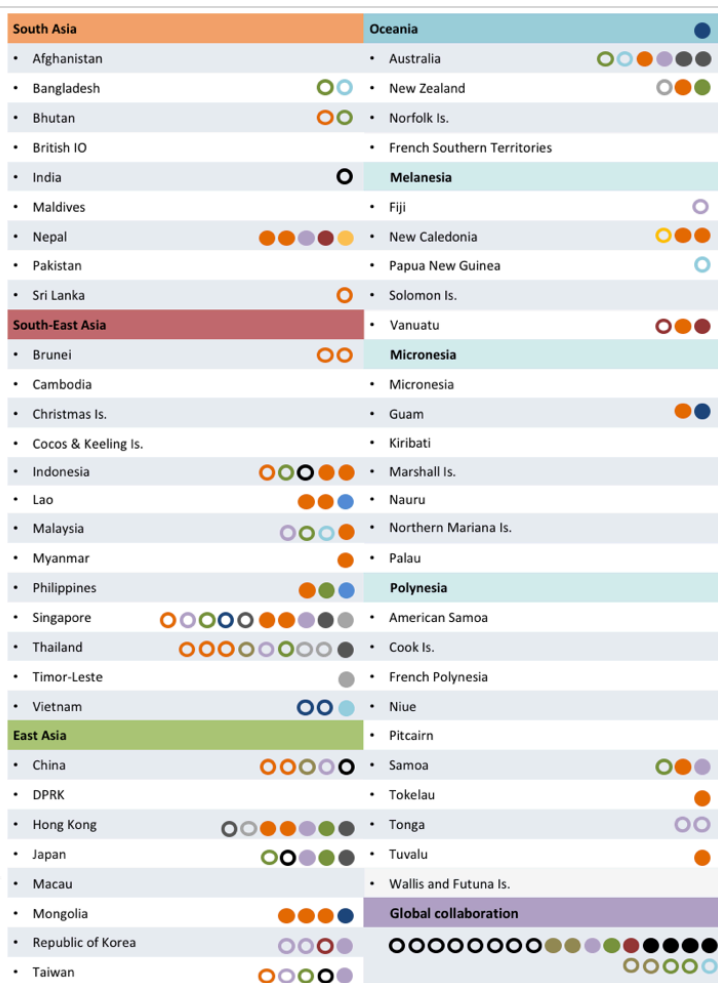 South Asia
• Afghanistan
• Bangladesh
• Bhutan
• British IO
• India
• Maldives
• Nepal
• Pakistan
• Sri Lanka
South-East Asia
• Brunei
• Cambodia
• Christmas Is.
• Cocos & Keeling Is.
• Indonesia
• Lao
• Malaysia
• Myanmar
• Philippines
• Singapore
• Thailand
• Timor-Leste
• Vietnam
East Asia
• China
• DPRK
• Hong Kong
• Japan
• Macau
• Mongolia
• Republic of Korea
• Taiwan
Oceania
• Australia
• New Zealand
• Norfolk Is.
• French Southern Territories
Melanesia
• Fiji
• New Caledonia
• Papua New Guinea
• Solomon Is.
• Vanuatu
Micronesia
• Micronesia
• Guam
• Kiribati
• Marshall Is.
• Nauru
• Northern Mariana Is.
• Palau
Polynesia
• American Samoa
• Cook Is.
• French Polynesia
• Niue
• Pitcairn
• Samoa
• Tokelau
• Tonga
• Tuvalu
• Wallis and Futuna Is.
Global collaboration